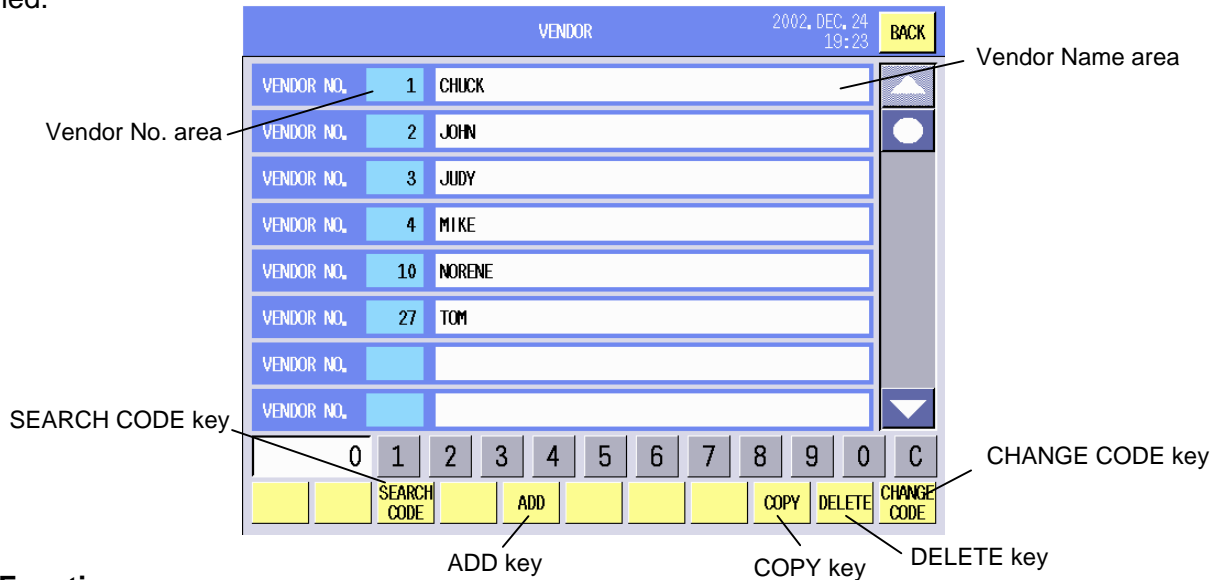 VENDOR
2002. DEC. 24
19:23
BACK
Vendor Name area
VENDOR NO. 1 CHUCK
Vendor No. area
VENDOR NO. 2 JOHN
VENDOR NO. 3 JUDY
VENDOR NO. 4 MIKE
VENDOR NO. 10 NORENE
VENDOR NO. 27 TOM
VENDOR NO.
VENDOR NO.
SEARCH CODE key
0 1 2 3 4 5 6 7 8 9 0 C
CHANGE CODE key
SEARCH
CODE
ADD
COPY
DELETE
CHANGE
CODE
ADD key
COPY key
DELETE key